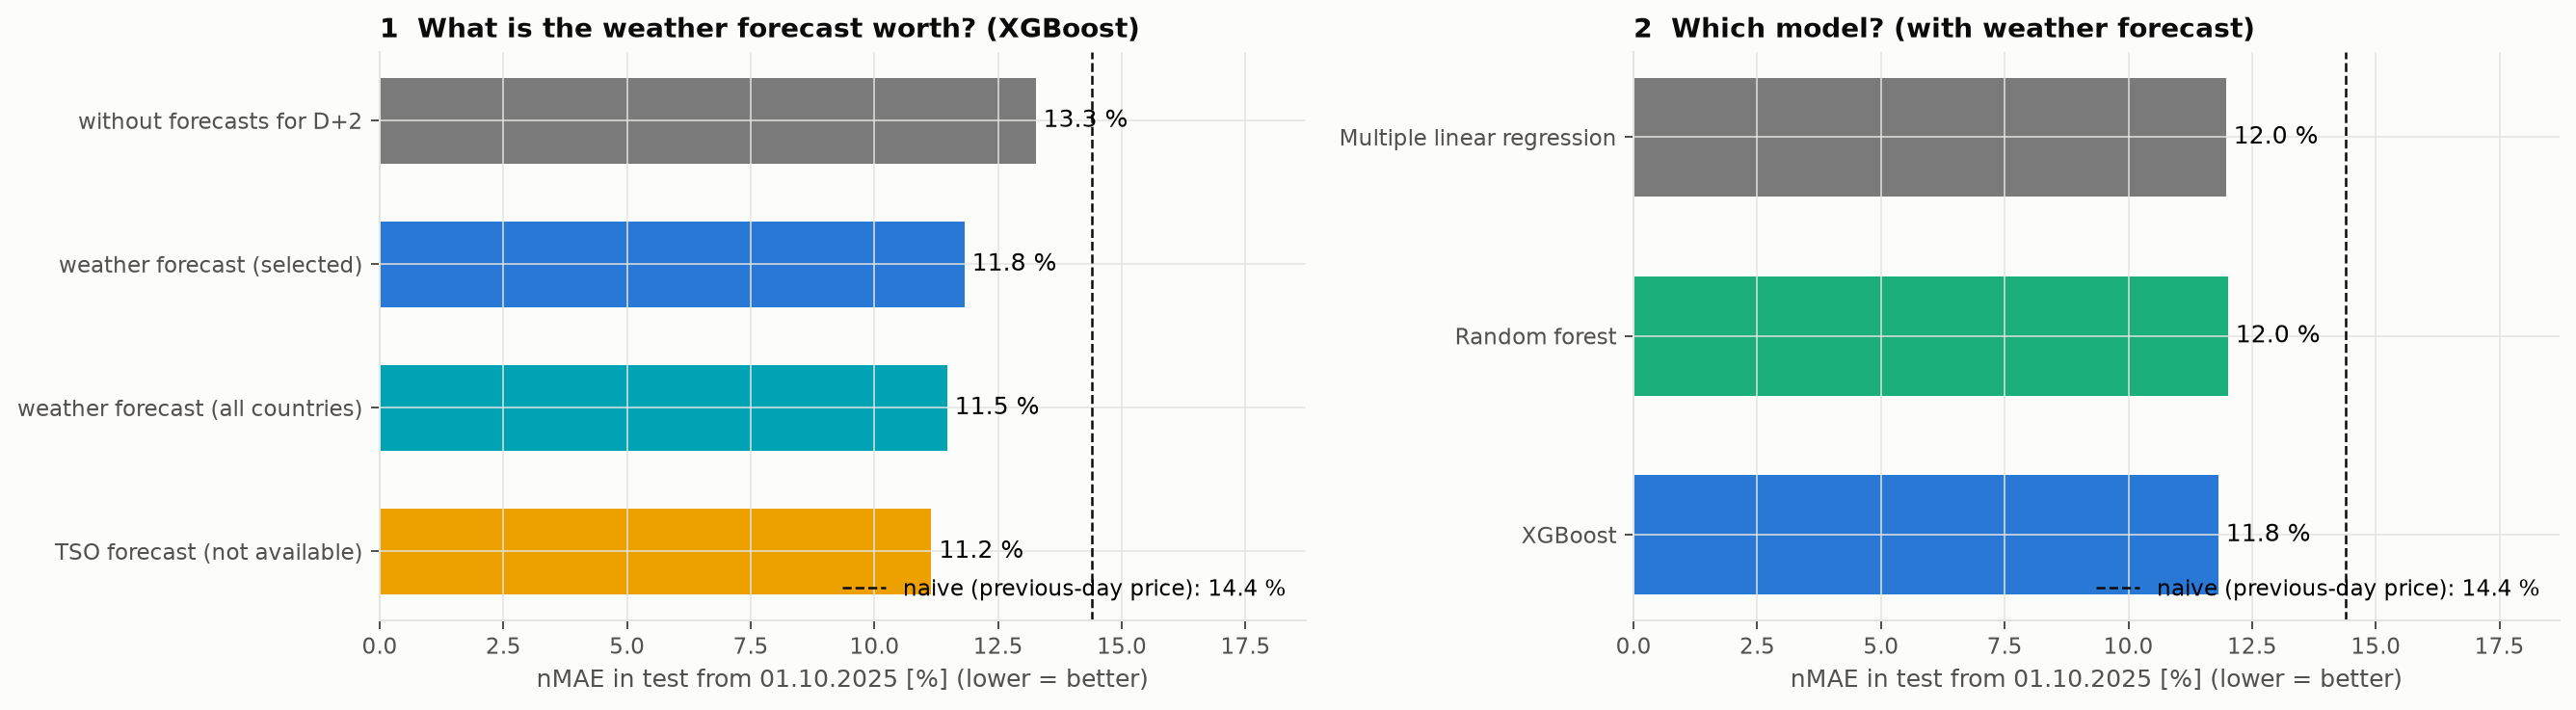 1  What is the weather forecast worth? (XGBoost)
without forecasts for D+2
13.3 %
weather forecast (selected)
11.8 %
weather forecast (all countries)
11.5 %
TSO forecast (not available)
11.2 %
naive (previous-day price): 14.4 %
0.0 2.5 5.0 7.5 10.0 12.5 15.0 17.5
nMAE in test from 01.10.2025 [%] (lower = better)
2  Which model? (with weather forecast)
Multiple linear regression
12.0 %
Random forest
12.0 %
XGBoost
11.8 %
naive (previous-day price): 14.4 %
0.0 2.5 5.0 7.5 10.0 12.5 15.0 17.5
nMAE in test from 01.10.2025 [%] (lower = better)